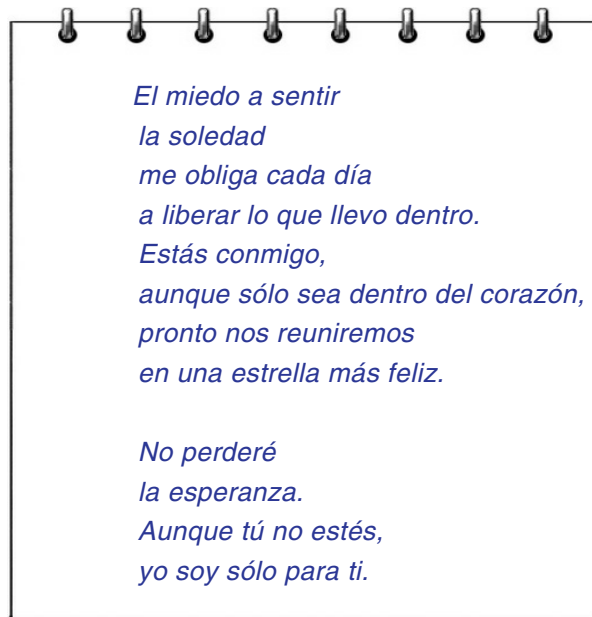 El miedo a sentir
la soledad
me obliga cada día
a liberar lo que llevo dentro.
Estás conmigo,
aunque sólo sea dentro del corazón,
pronto nos reuniremos
en una estrella más feliz.

No perderé
la esperanza.
Aunque tú no estés,
yo soy sólo para ti.